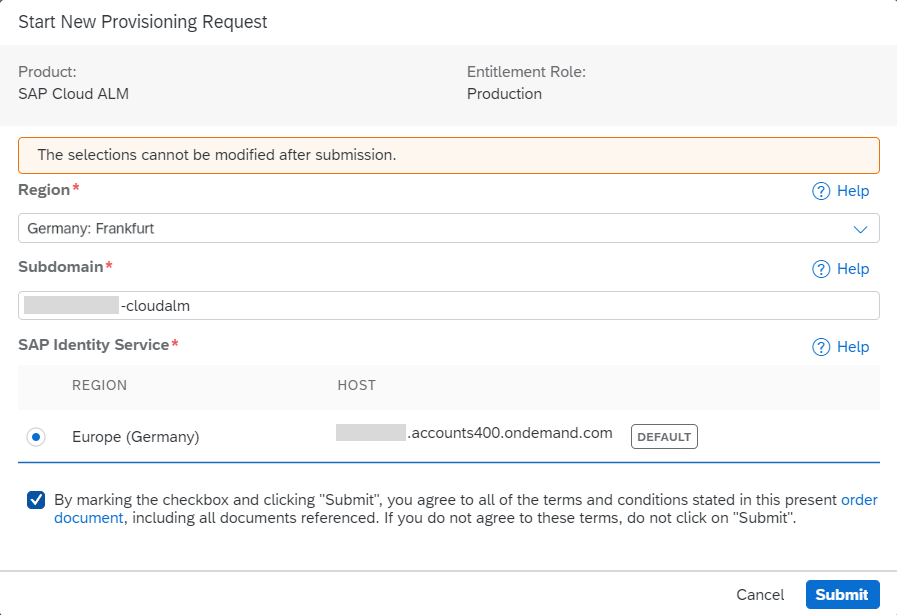 Start New Provisioning Request
Product:
SAP Cloud ALM
Entitlement Role:
Production
The selections cannot be modified after submission.
Region*
? Help
Germany: Frankfurt
Subdomain*
? Help
-cloudalm
SAP Identity Service*
? Help
REGION HOST
Europe (Germany) .accounts400.ondemand.com DEFAULT
By marking the checkbox and clicking "Submit", you agree to all of the terms and conditions stated in this present order
document, including all documents referenced. If you do not agree to these terms, do not click on "Submit".
Cancel Submit